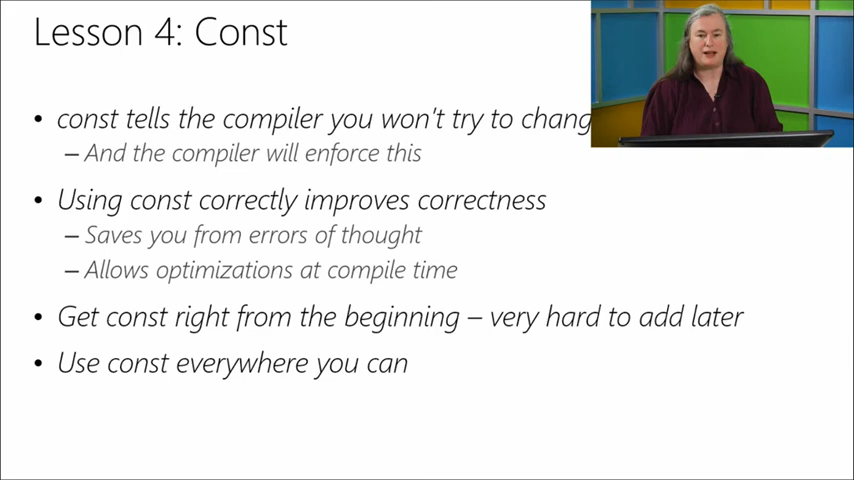 Lesson 4: Const
• const tells the compiler you won't try to chang
– And the compiler will enforce this
• Using const correctly improves correctness
– Saves you from errors of thought
– Allows optimizations at compile time
• Get const right from the beginning – very hard to add later
• Use const everywhere you can